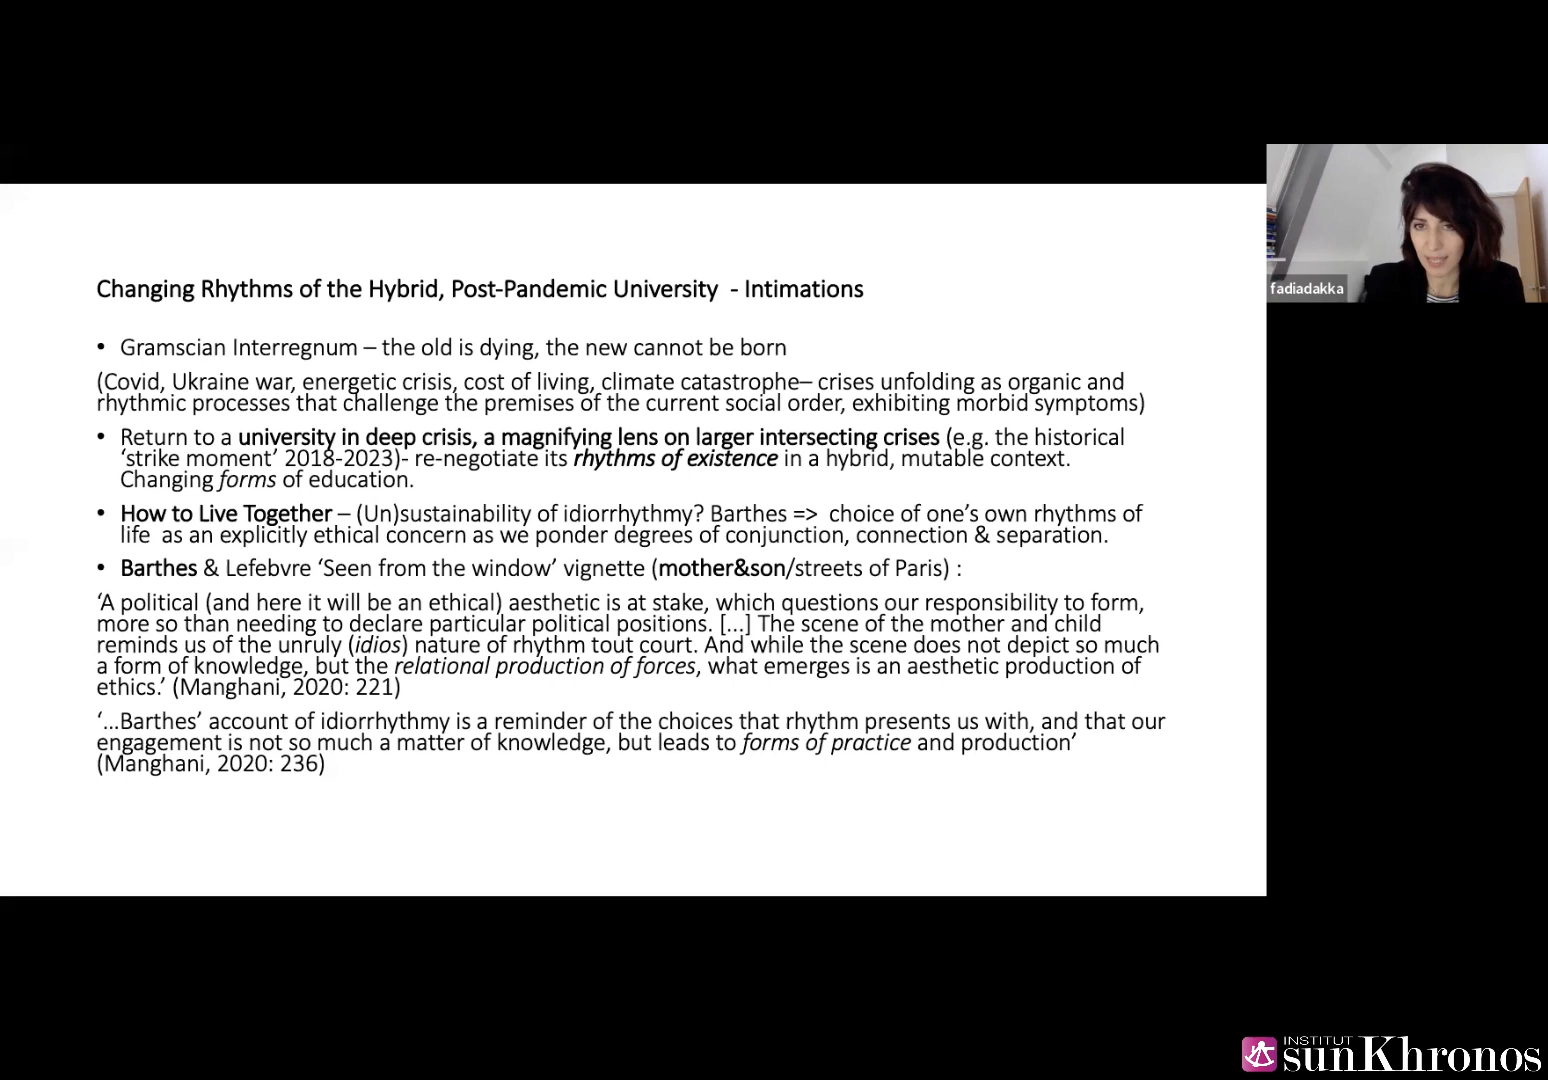 Changing Rhythms of the Hybrid, Post-Pandemic University - Intimations
• Gramscian Interregnum – the old is dying, the new cannot be born
(Covid, Ukraine war, energetic crisis, cost of living, climate catastrophe– crises unfolding as organic and
rhythmic processes that challenge the premises of the current social order, exhibiting morbid symptoms)
• Return to a university in deep crisis, a magnifying lens on larger intersecting crises (e.g. the historical
‘strike moment’ 2018-2023)- re-negotiate its rhythms of existence in a hybrid, mutable context.
Changing forms of education.
• How to Live Together – (Un)sustainability of idiorrhythmy? Barthes => choice of one’s own rhythms of
life as an explicitly ethical concern as we ponder degrees of conjunction, connection & separation.
• Barthes & Lefebvre ‘Seen from the window’ vignette (mother&son/streets of Paris) :
‘A political (and here it will be an ethical) aesthetic is at stake, which questions our responsibility to form,
more so than needing to declare particular political positions. [...] The scene of the mother and child
reminds us of the unruly (idios) nature of rhythm tout court. And while the scene does not depict so much
a form of knowledge, but the relational production of forces, what emerges is an aesthetic production of
ethics.’ (Manghani, 2020: 221)
‘...Barthes’ account of idiorrhythmy is a reminder of the choices that rhythm presents us with, and that our
engagement is not so much a matter of knowledge, but leads to forms of practice and production’
(Manghani, 2020: 236)
fadiadakka
INSTITUT
sunKhronos